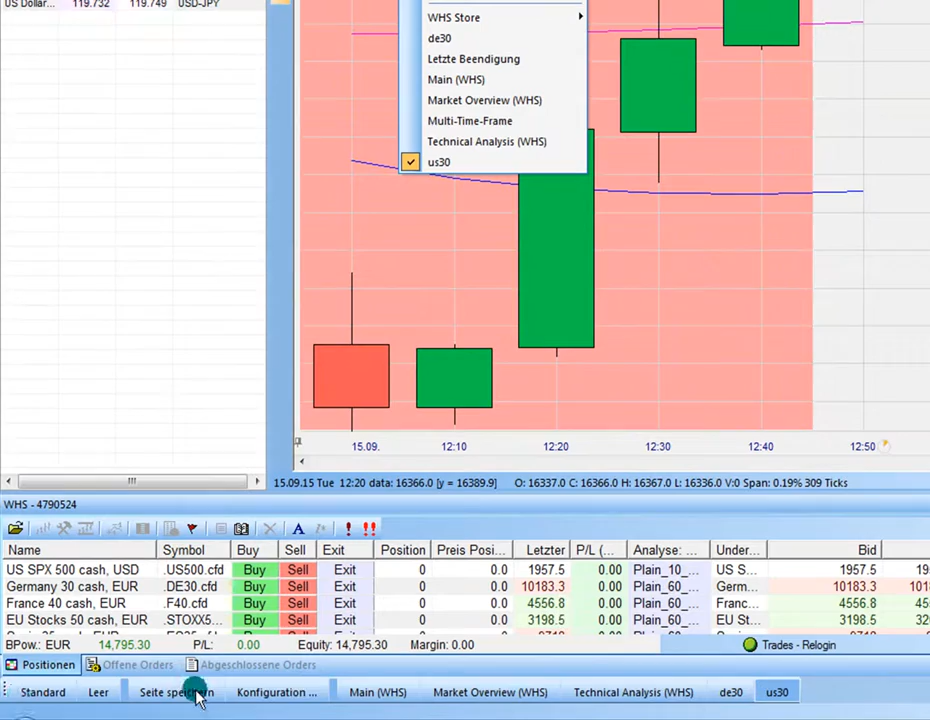 US Dollar... 119.732 119.749 USD-JPY
WHS Store
de30
Letzte Beendigung
Main (WHS)
Market Overview (WHS)
Multi-Time-Frame
Technical Analysis (WHS)
us30
15.09. 12:10 12:20 12:30 12:40 12:50
15.09.15 Tue 12:20 data: 16366.0 [y = 16389.9] O: 16337.0 C: 16366.0 H: 16367.0 L: 16336.0 V:0 Span: 0.19% 309 Ticks
WHS - 4790524
Name Symbol Buy Sell Exit Position Preis Posi... Letzter P/L (... Analyse: ... Under... Bid
US SPX 500 cash, USD .US500.cfd Buy Sell Exit 0 0.0 1957.5 0.00 Plain_10_... US S... 1957.5 19
Germany 30 cash, EUR .DE30.cfd Buy Sell Exit 0 0.0 10183.3 0.00 Plain_60_... Germ... 10183.3 101
France 40 cash, EUR .F40.cfd Buy Sell Exit 0 0.0 4556.8 0.00 Plain_60_... Franc... 4556.8 45
EU Stocks 50 cash, EUR .STOXX5... Buy Sell Exit 0 0.0 3198.5 0.00 Plain_60_... EU St... 3198.5 32
BPow.: EUR 14,795.30 P/L: 0.00 Equity: 14,795.30 Margin: 0.00 Trades - Relogin
Positionen Offene Orders Abgeschlossene Orders
Standard Leer Seite speichern Konfiguration ... Main (WHS) Market Overview (WHS) Technical Analysis (WHS) de30 us30